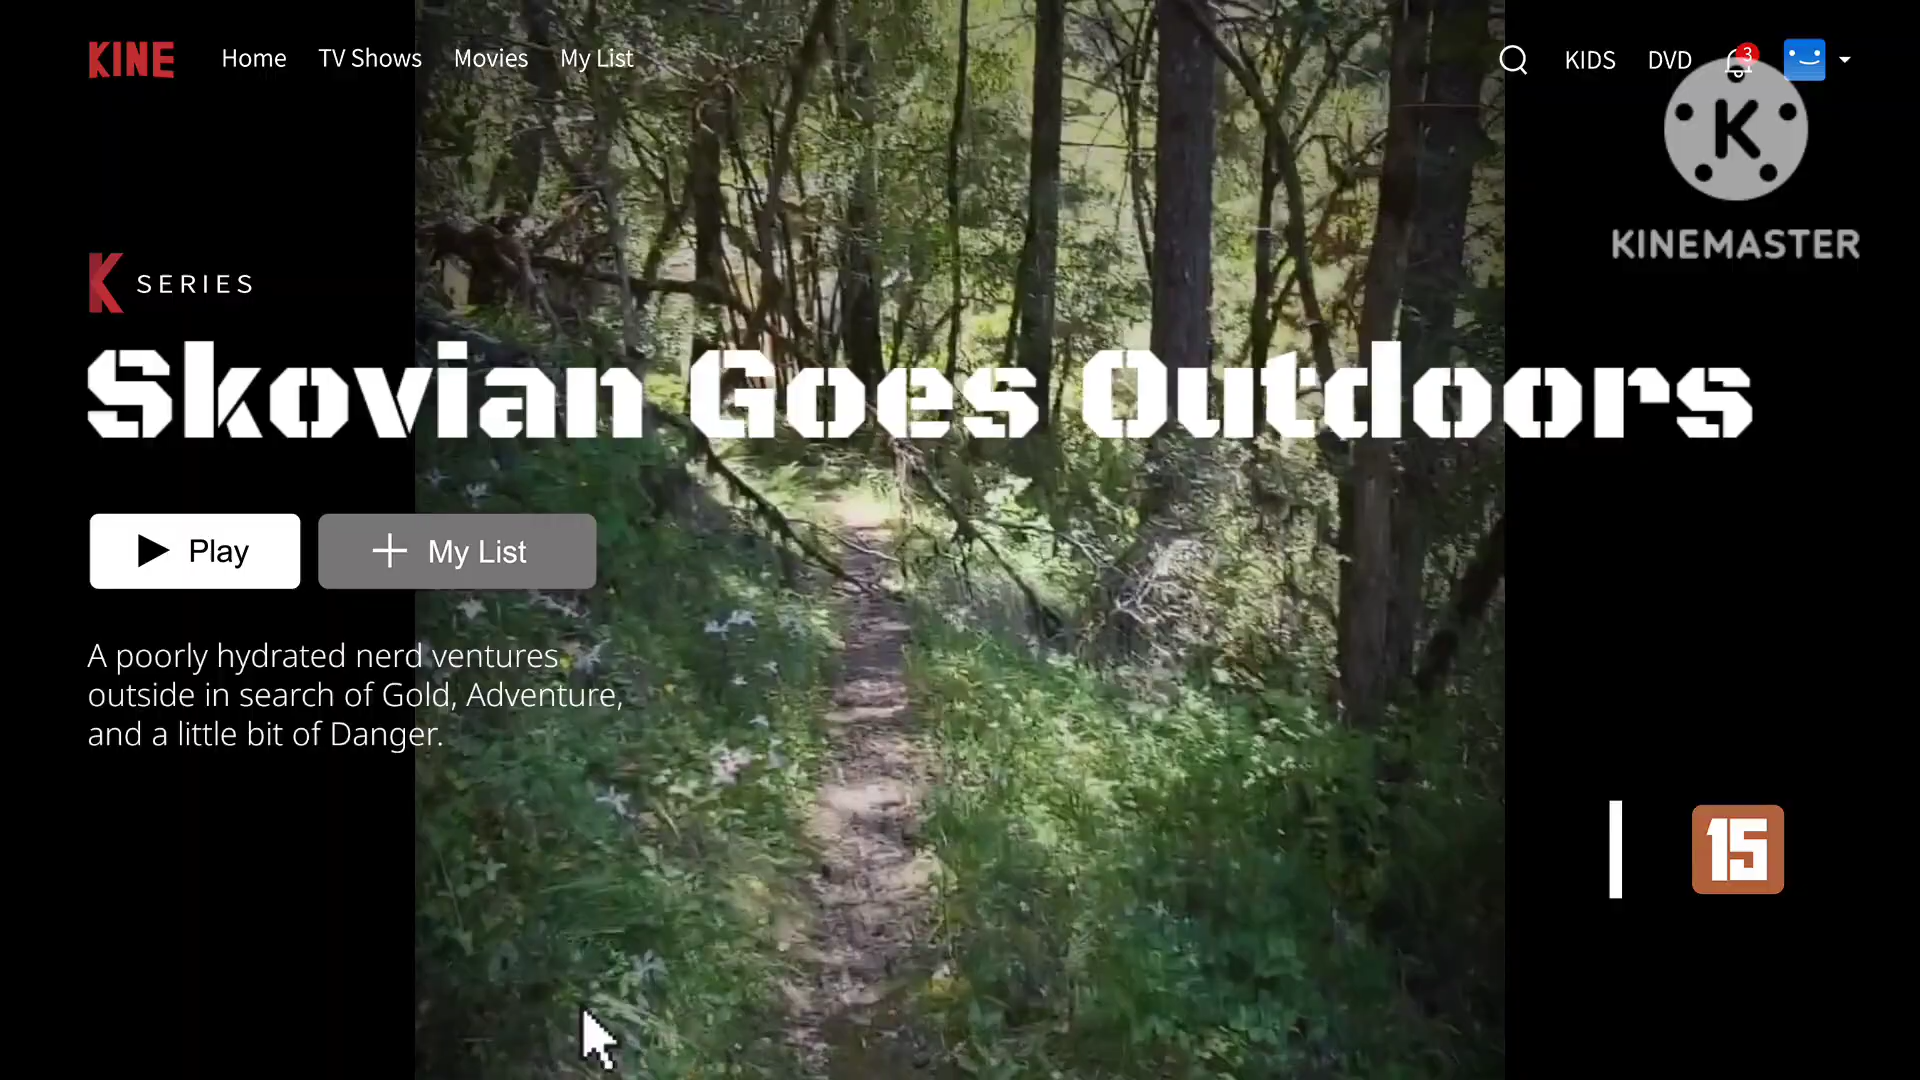 KINE
Home TV Shows Movies My List
KIDS DVD 3
K
KINEMASTER
K SERIES
Skovian Goes Outdoors
Play
My List
A poorly hydrated nerd ventures
outside in search of Gold, Adventure,
and a little bit of Danger.
15